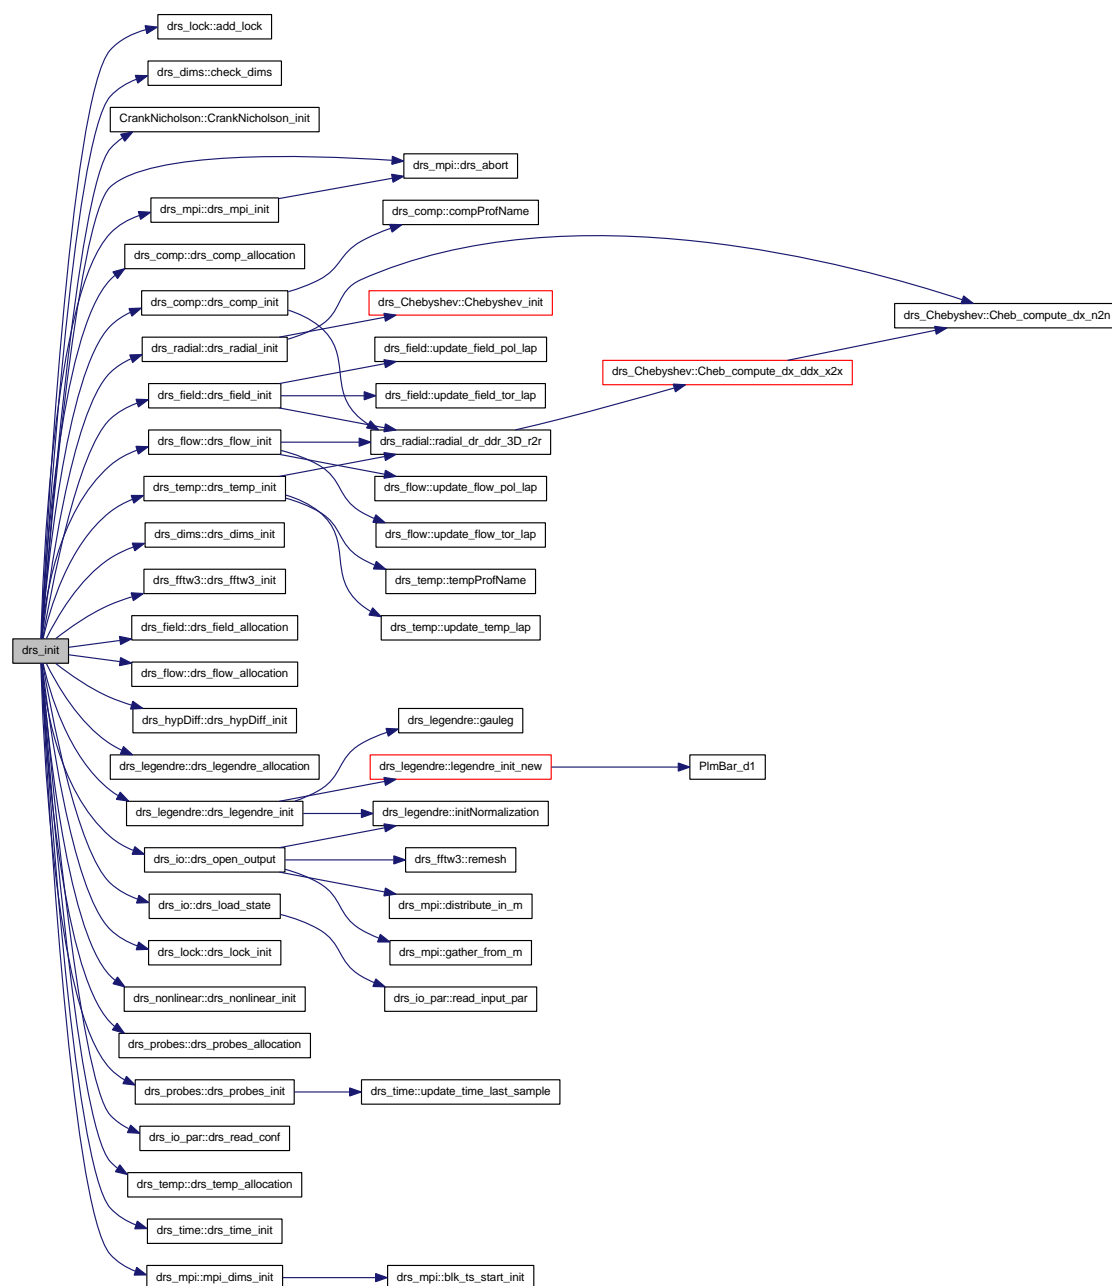 drs_init
drs_lock::add_lock
drs_dims::check_dims
CrankNicholson::CrankNicholson_init
drs_mpi::drs_abort
drs_mpi::drs_mpi_init
drs_comp::compProfName
drs_comp::drs_comp_allocation
drs_comp::drs_comp_init
drs_Chebyshev::Chebyshev_init
drs_Chebyshev::Cheb_compute_dx_n2n
drs_radial::drs_radial_init
drs_field::update_field_pol_lap
drs_Chebyshev::Cheb_compute_dx_ddx_x2x
drs_field::drs_field_init
drs_field::update_field_tor_lap
drs_flow::drs_flow_init
drs_radial::radial_dr_ddr_3D_r2r
drs_temp::drs_temp_init
drs_flow::update_flow_pol_lap
drs_dims::drs_dims_init
drs_flow::update_flow_tor_lap
drs_fftw3::drs_fftw3_init
drs_temp::tempProfName
drs_field::drs_field_allocation
drs_temp::update_temp_lap
drs_flow::drs_flow_allocation
drs_hypDiff::drs_hypDiff_init
drs_legendre::gauleg
drs_legendre::drs_legendre_allocation
drs_legendre::legendre_init_new
PlmBar_d1
drs_legendre::drs_legendre_init
drs_legendre::initNormalization
drs_io::drs_open_output
drs_fftw3::remesh
drs_io::drs_load_state
drs_mpi::distribute_in_m
drs_lock::drs_lock_init
drs_mpi::gather_from_m
drs_nonlinear::drs_nonlinear_init
drs_io_par::read_input_par
drs_probes::drs_probes_allocation
drs_probes::drs_probes_init
drs_time::update_time_last_sample
drs_io_par::drs_read_conf
drs_temp::drs_temp_allocation
drs_time::drs_time_init
drs_mpi::mpi_dims_init
drs_mpi::blk_ts_start_init